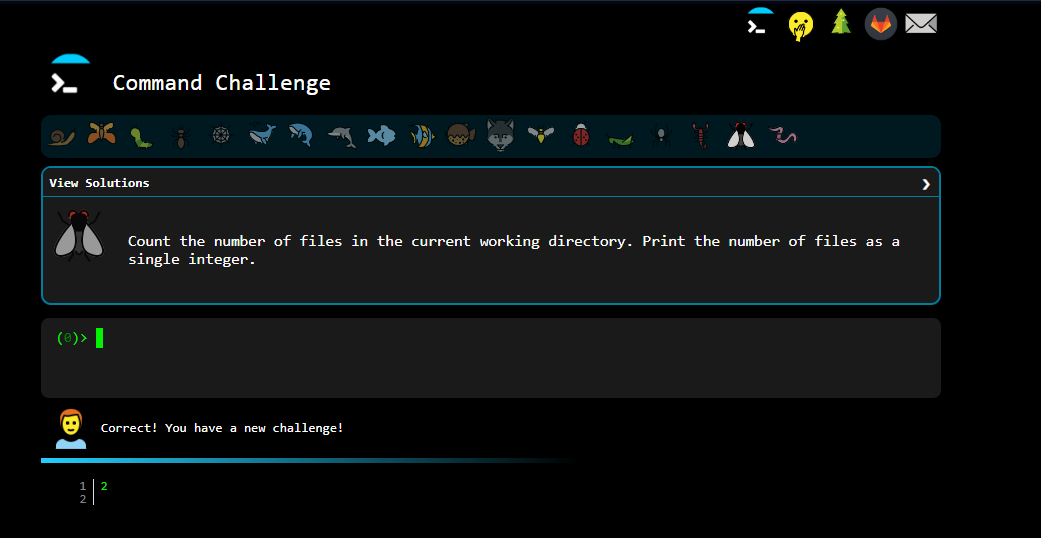 Command Challenge
View Solutions
Count the number of files in the current working directory. Print the number of files as a
single integer.
(0)>
Correct! You have a new challenge!
1 2
2